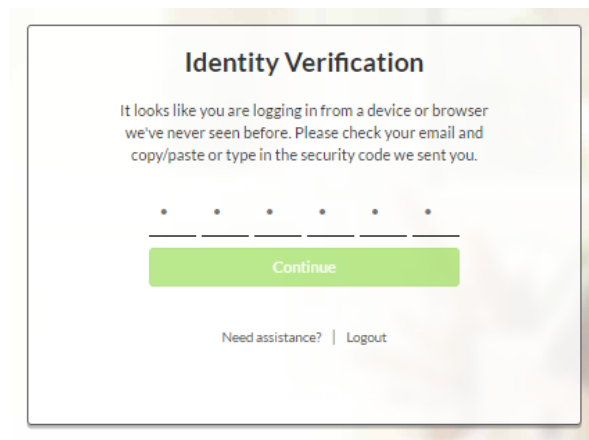 Identity Verification
It looks like you are logging in from a device or browser
we've never seen before. Please check your email and
copy/paste or type in the security code we sent you.
• • • • • •
Continue
Need assistance? | Logout